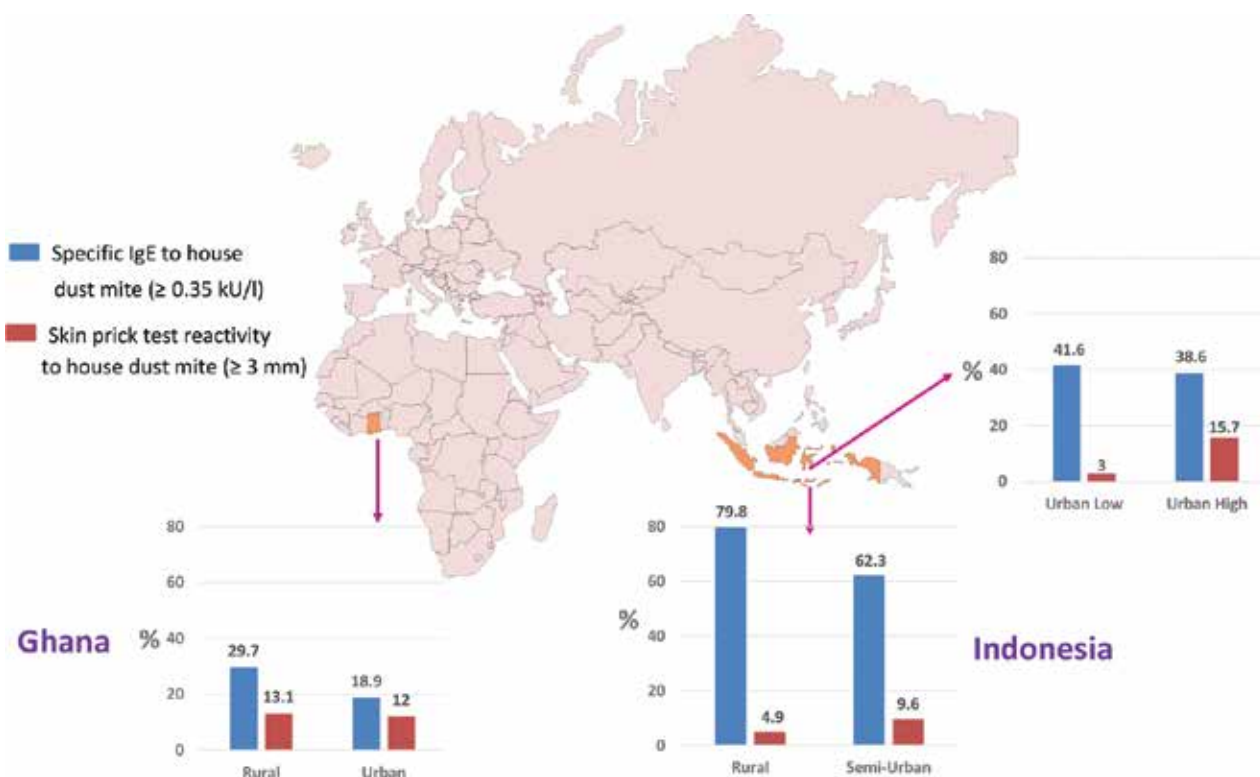 Specific IgE to house
dust mite (≥ 0.35 kU/l)
Skin prick test reactivity
to house dust mite (≥ 3 mm)
80
60
40
20
0
%
41.6
3
38.6
15.7
Urban Low
Urban High
Ghana
%
80
60
40
20
0
29.7
13.1
18.9
12
Rural
Urban
80
60
40
20
0
%
79.8
4.9
62.3
9.6
Rural
Semi-Urban
Indonesia